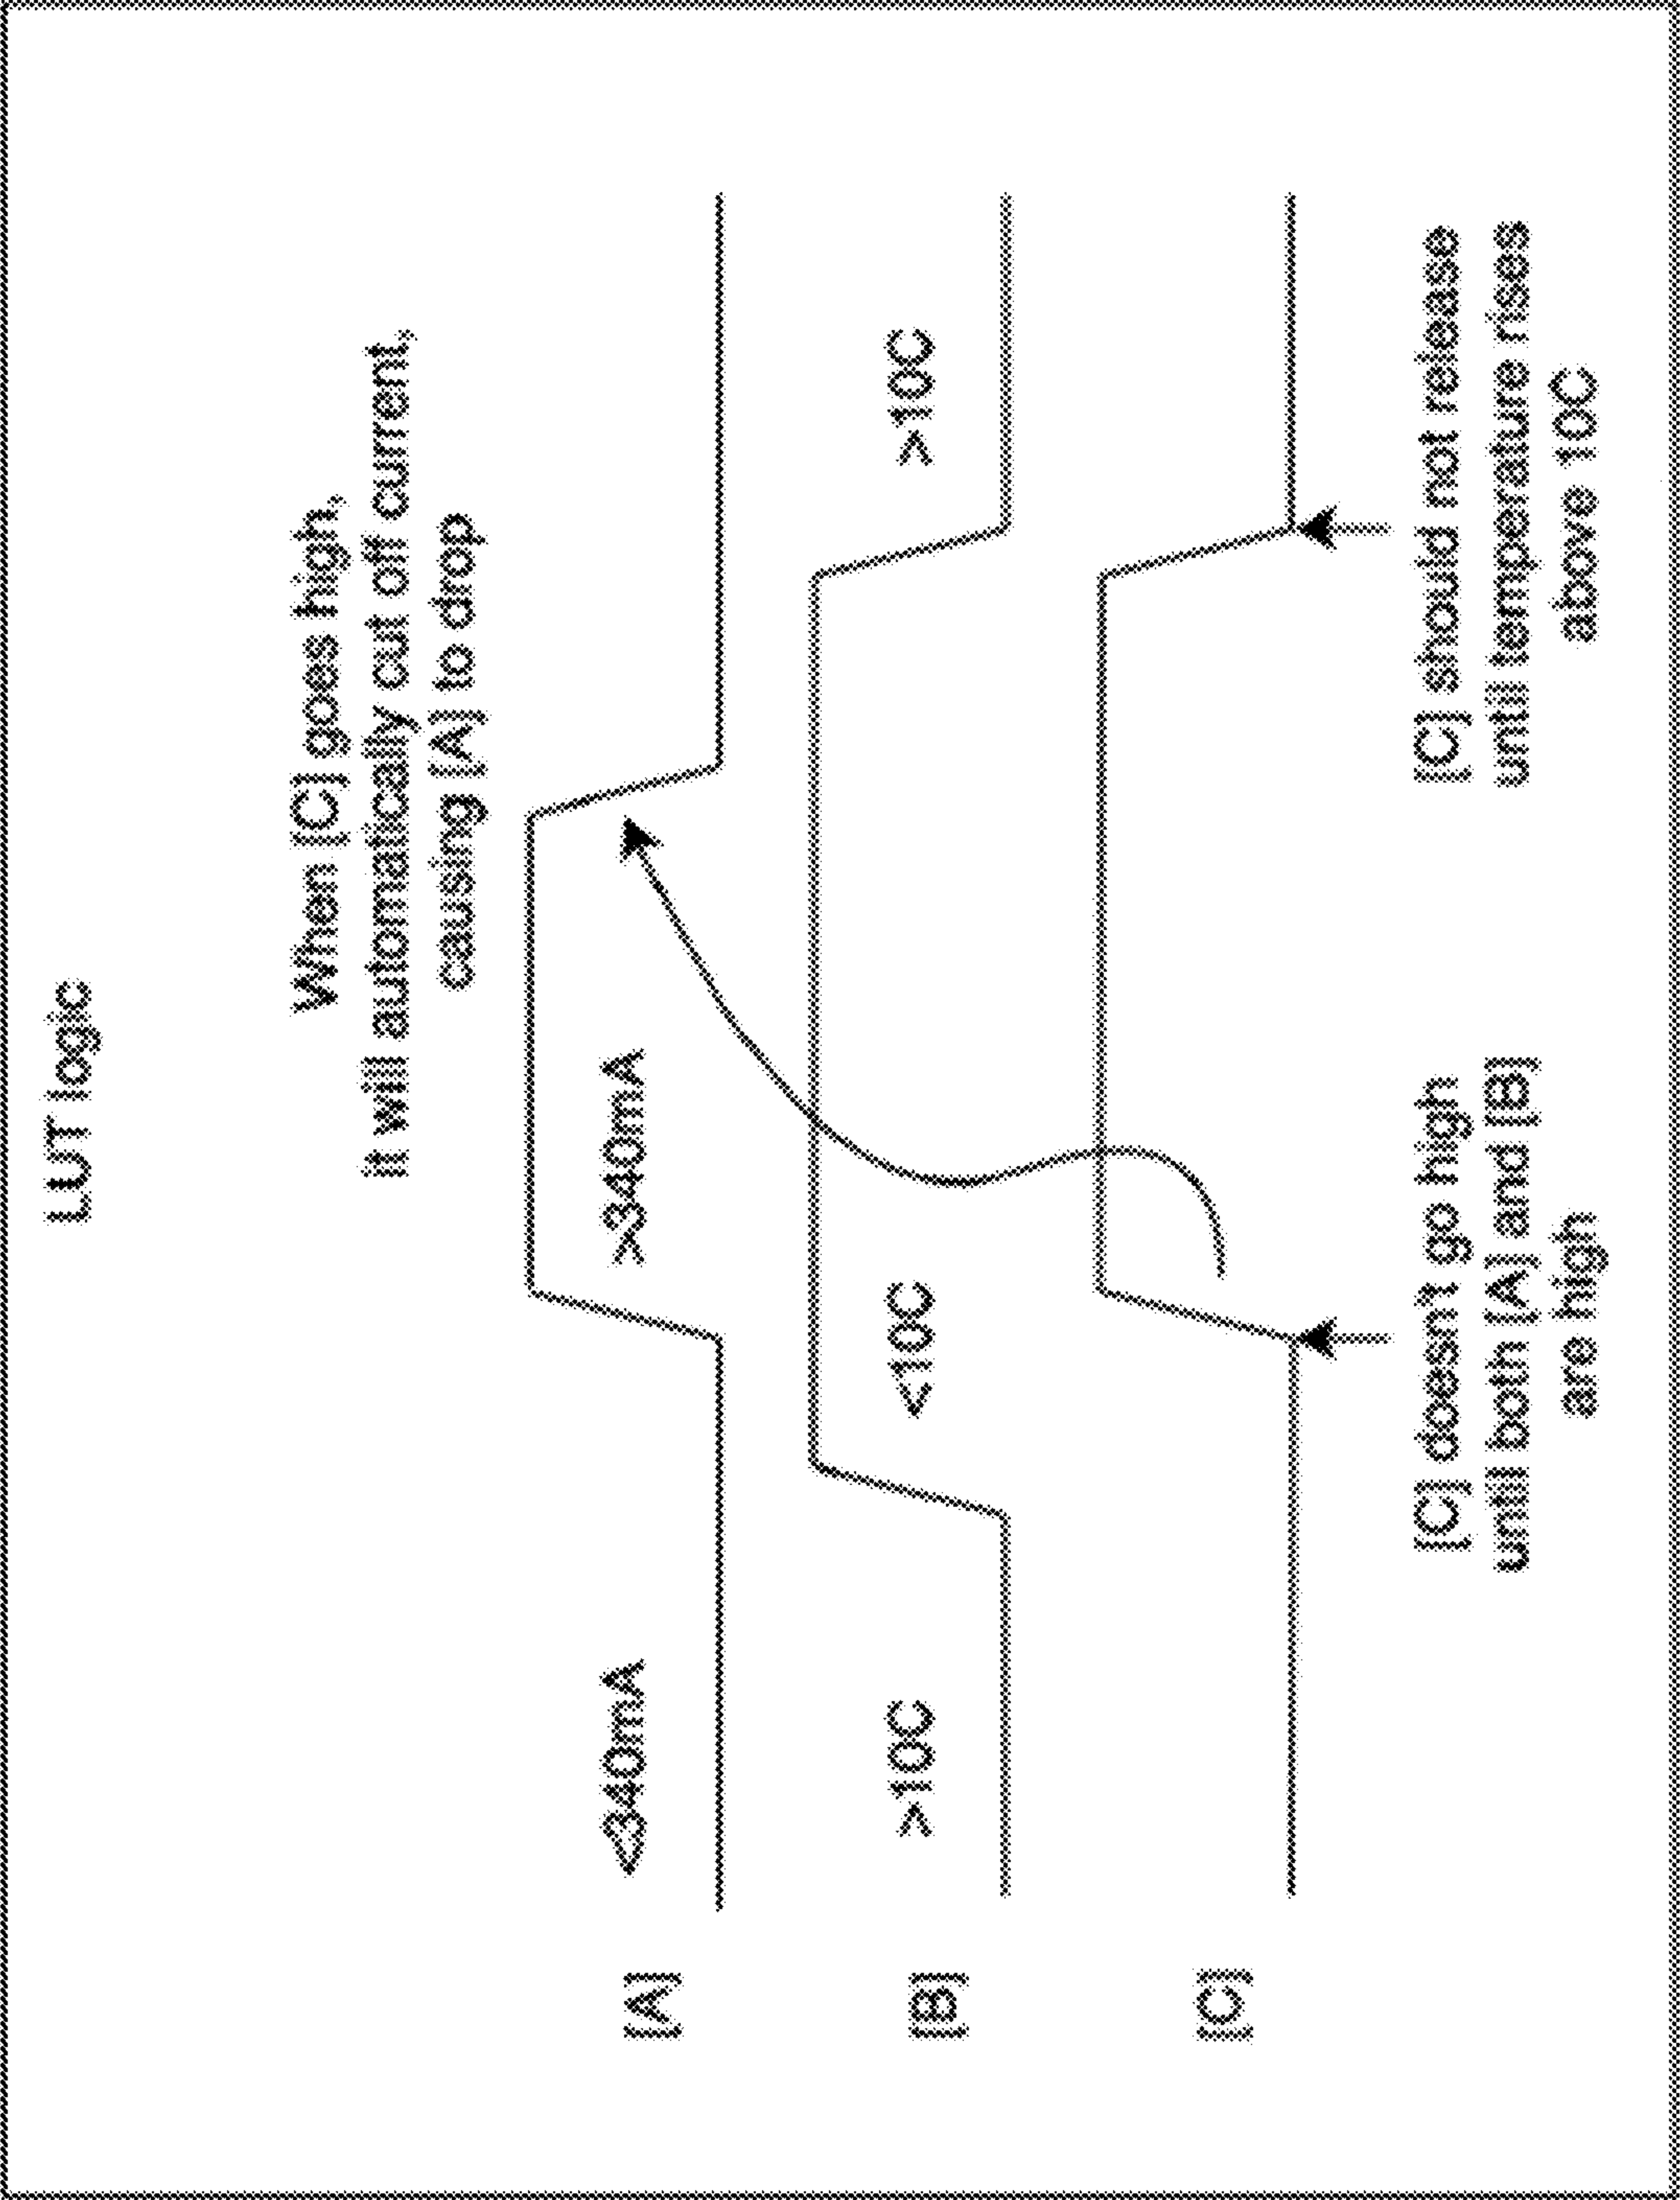 LUT logic
When [C] goes high,
it will automatically cut off current,
causing [A] to drop
[A]
<340mA
>340mA
[B]
>10C
<10C
>10C
[C]
[C] doesn't go high
until both [A] and [B]
are high
[C] should not release
until temperature rises
above 10C